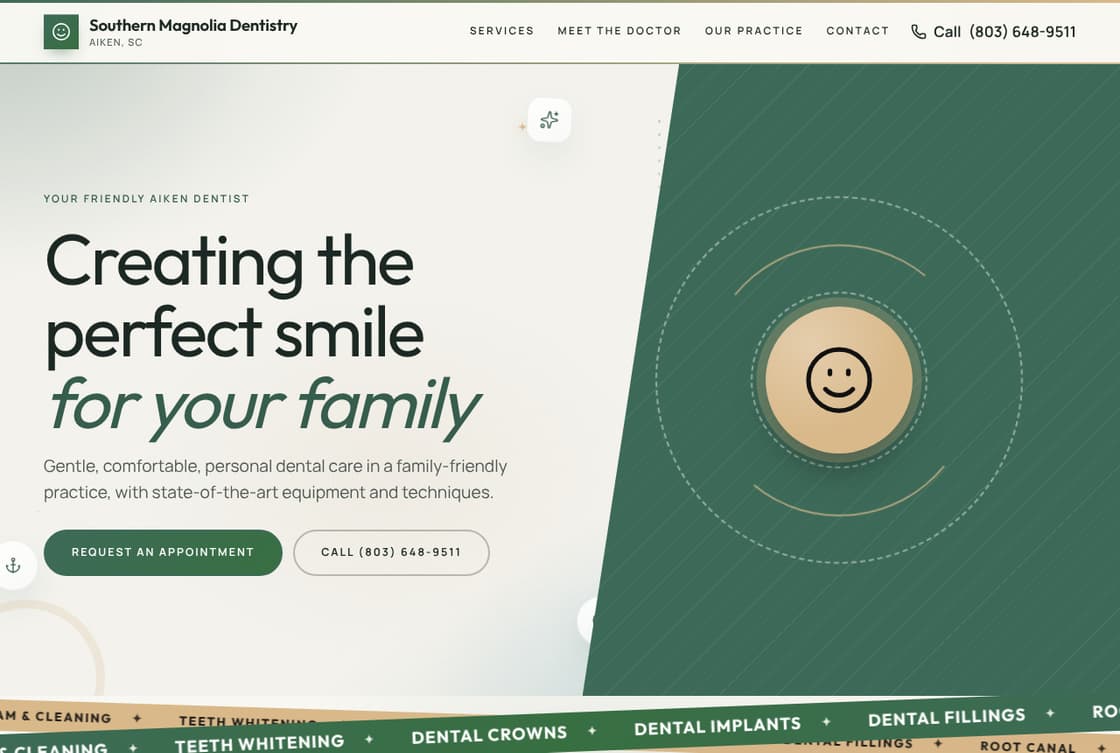 Southern Magnolia Dentistry
AIKEN, SC
SERVICES MEET THE DOCTOR OUR PRACTICE CONTACT Call (803) 648-9511
YOUR FRIENDLY AIKEN DENTIST
Creating the
perfect smile
for your family
Gentle, comfortable, personal dental care in a family-friendly
practice, with state-of-the-art equipment and techniques.
REQUEST AN APPOINTMENT CALL (803) 648-9511
& CLEANING ✦ TEETH WHITENING
CLEANING ✦ TEETH WHITENING ✦ DENTAL CROWNS ✦ DENTAL IMPLANTS ✦ DENTAL FILLINGS ✦
FILLINGS ✦ ROOT CANAL ✦